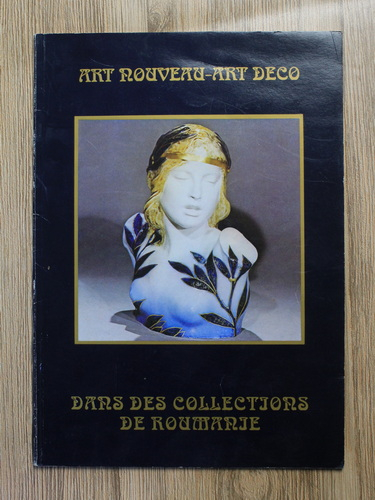 ART NOUVEAU-ART DECO
DANS DES COLLECTIONS
DE ROUMANIE